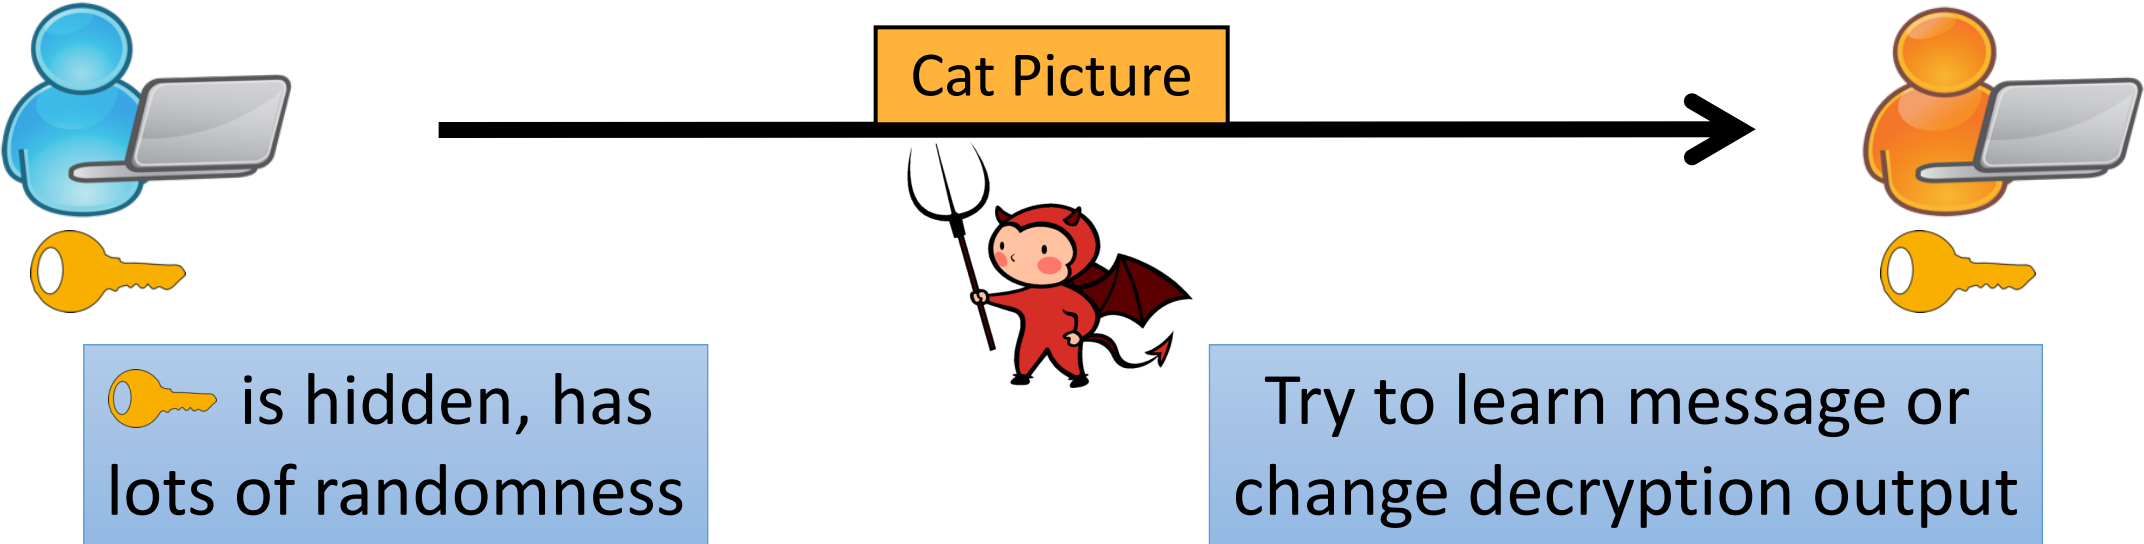 Cat Picture
is hidden, has
lots of randomness
Try to learn message or
change decryption output